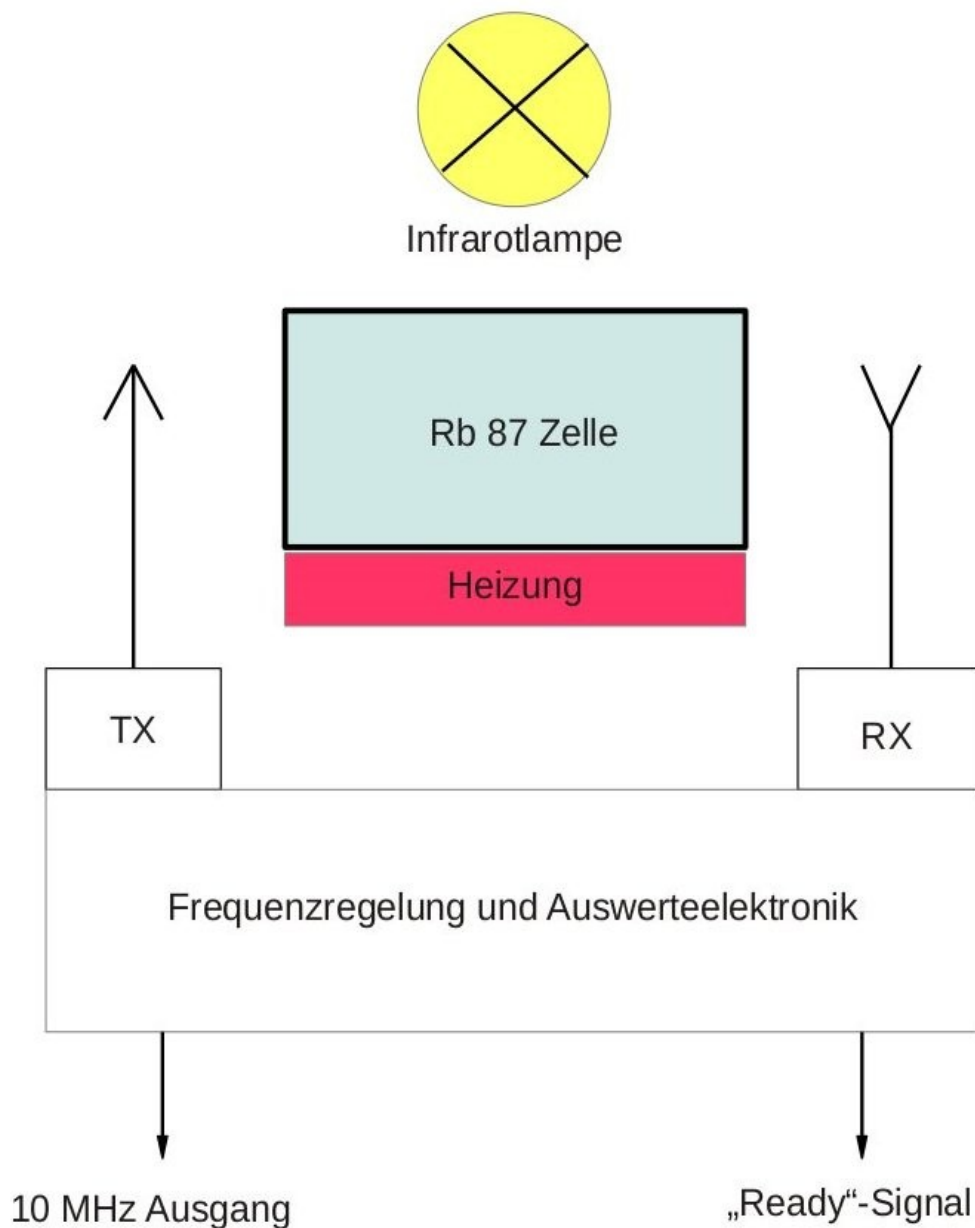 Infrarotlampe
Rb 87 Zelle
Heizung
TX
RX
Frequenzregelung und Auswerteelektronik
10 MHz Ausgang
„Ready“-Signal